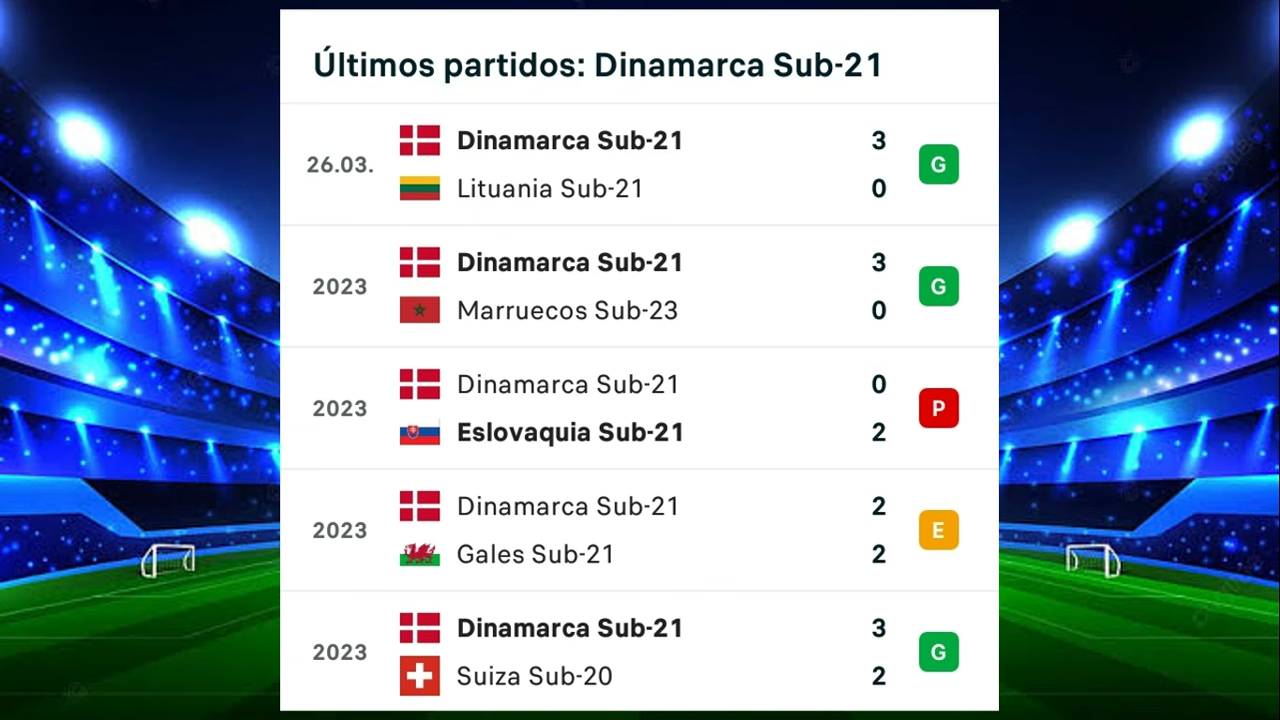 Últimos partidos: Dinamarca Sub-21
26.03.
Dinamarca Sub-21 3
Lituania Sub-21 0
G
2023
Dinamarca Sub-21 3
Marruecos Sub-23 0
G
2023
Dinamarca Sub-21 0
Eslovaquia Sub-21 2
P
2023
Dinamarca Sub-21 2
Gales Sub-21 2
E
2023
Dinamarca Sub-21 3
Suiza Sub-20 2
G